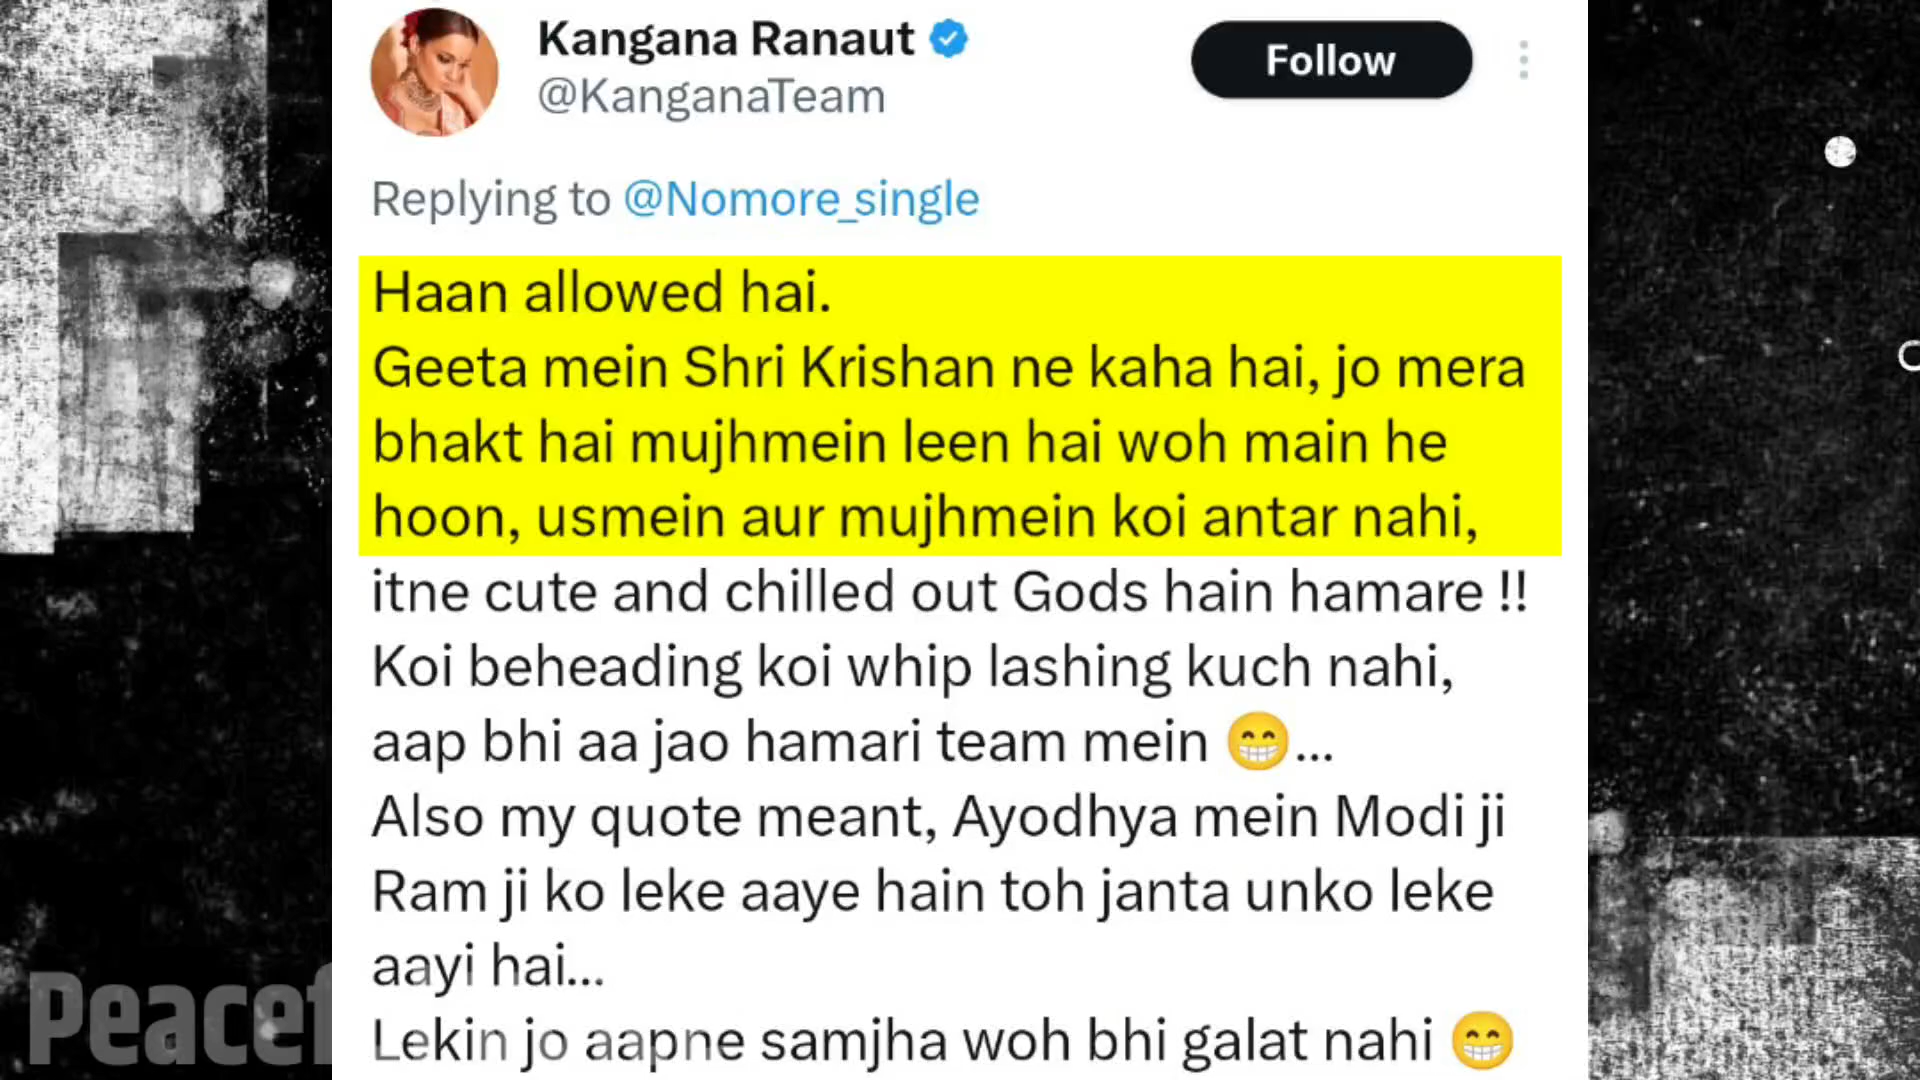 Kangana Ranaut
@KanganaTeam
Follow
Replying to @Nomore_single
Haan allowed hai.
Geeta mein Shri Krishan ne kaha hai, jo mera
bhakt hai mujhmein leen hai woh main he
hoon, usmein aur mujhmein koi antar nahi,
itne cute and chilled out Gods hain hamare !!
Koi beheading koi whip lashing kuch nahi,
aap bhi aa jao hamari team mein 😁...
Also my quote meant, Ayodhya mein Modi ji
Ram ji ko leke aaye hain toh janta unko leke
aayi hai...
Lekin jo aapne samjha woh bhi galat nahi 😁